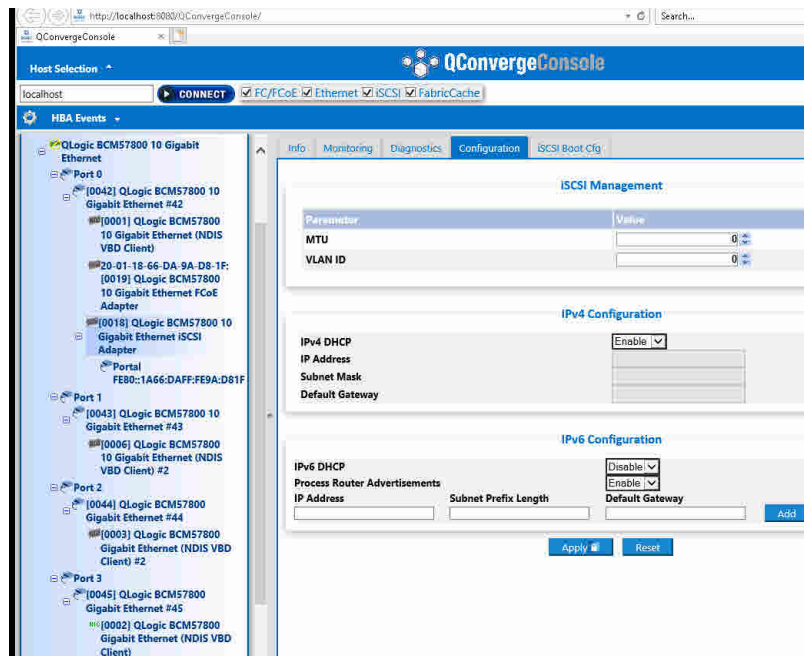 http://localhost:8080/QConvergeConsole/
Search...
QConvergeConsole
Host Selection
QConvergeConsole
localhost
CONNECT
FC/FCoE
Ethernet
iSCSI
FabricCache
HBA Events
QLogic BCM57800 10 Gigabit
Ethernet
Port 0
[0042] QLogic BCM57800 10
Gigabit Ethernet #42
[0001] QLogic BCM57800
10 Gigabit Ethernet (NDIS
VBD Client)
20-01-18-66-DA-9A-D8-1F:
[0019] QLogic BCM57800
10 Gigabit Ethernet FCoE
Adapter
[0018] QLogic BCM57800 10
Gigabit Ethernet iSCSI
Adapter
Portal
FE80::1A66:DAFF:FE9A:D81F
Port 1
[0043] QLogic BCM57800 10
Gigabit Ethernet #43
[0006] QLogic BCM57800
10 Gigabit Ethernet (NDIS
VBD Client) #2
Port 2
[0044] QLogic BCM57800
Gigabit Ethernet #44
[0003] QLogic BCM57800
Gigabit Ethernet (NDIS VBD
Client) #2
Port 3
[0045] QLogic BCM57800
Gigabit Ethernet #45
[0002] QLogic BCM57800
Gigabit Ethernet (NDIS VBD
Client)
Info
Monitoring
Diagnostics
Configuration
iSCSI Boot Cfg
iSCSI Management
Parameter Value
MTU 0
VLAN ID 0
IPv4 Configuration
IPv4 DHCP Enable
IP Address
Subnet Mask
Default Gateway
IPv6 Configuration
IPv6 DHCP Disable
Process Router Advertisements Enable
IP Address Subnet Prefix Length Default Gateway
Add
Apply Reset